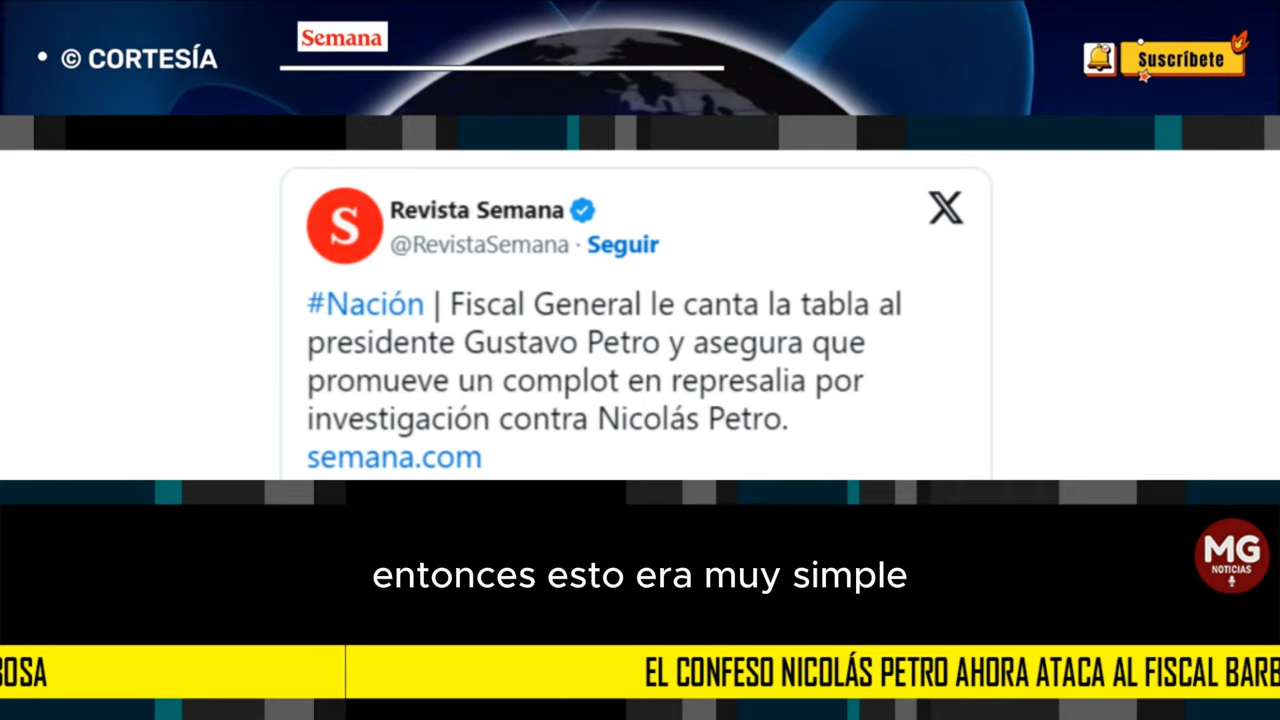 • © CORTESÍA
Semana
Suscríbete
Revista Semana
@RevistaSemana · Seguir
#Nación | Fiscal General le canta la tabla al
presidente Gustavo Petro y asegura que
promueve un complot en represalia por
investigación contra Nicolás Petro.
semana.com
entonces esto era muy simple
MG
NOTICIAS
BOSA
EL CONFESO NICOLÁS PETRO AHORA ATACA AL FISCAL BARB